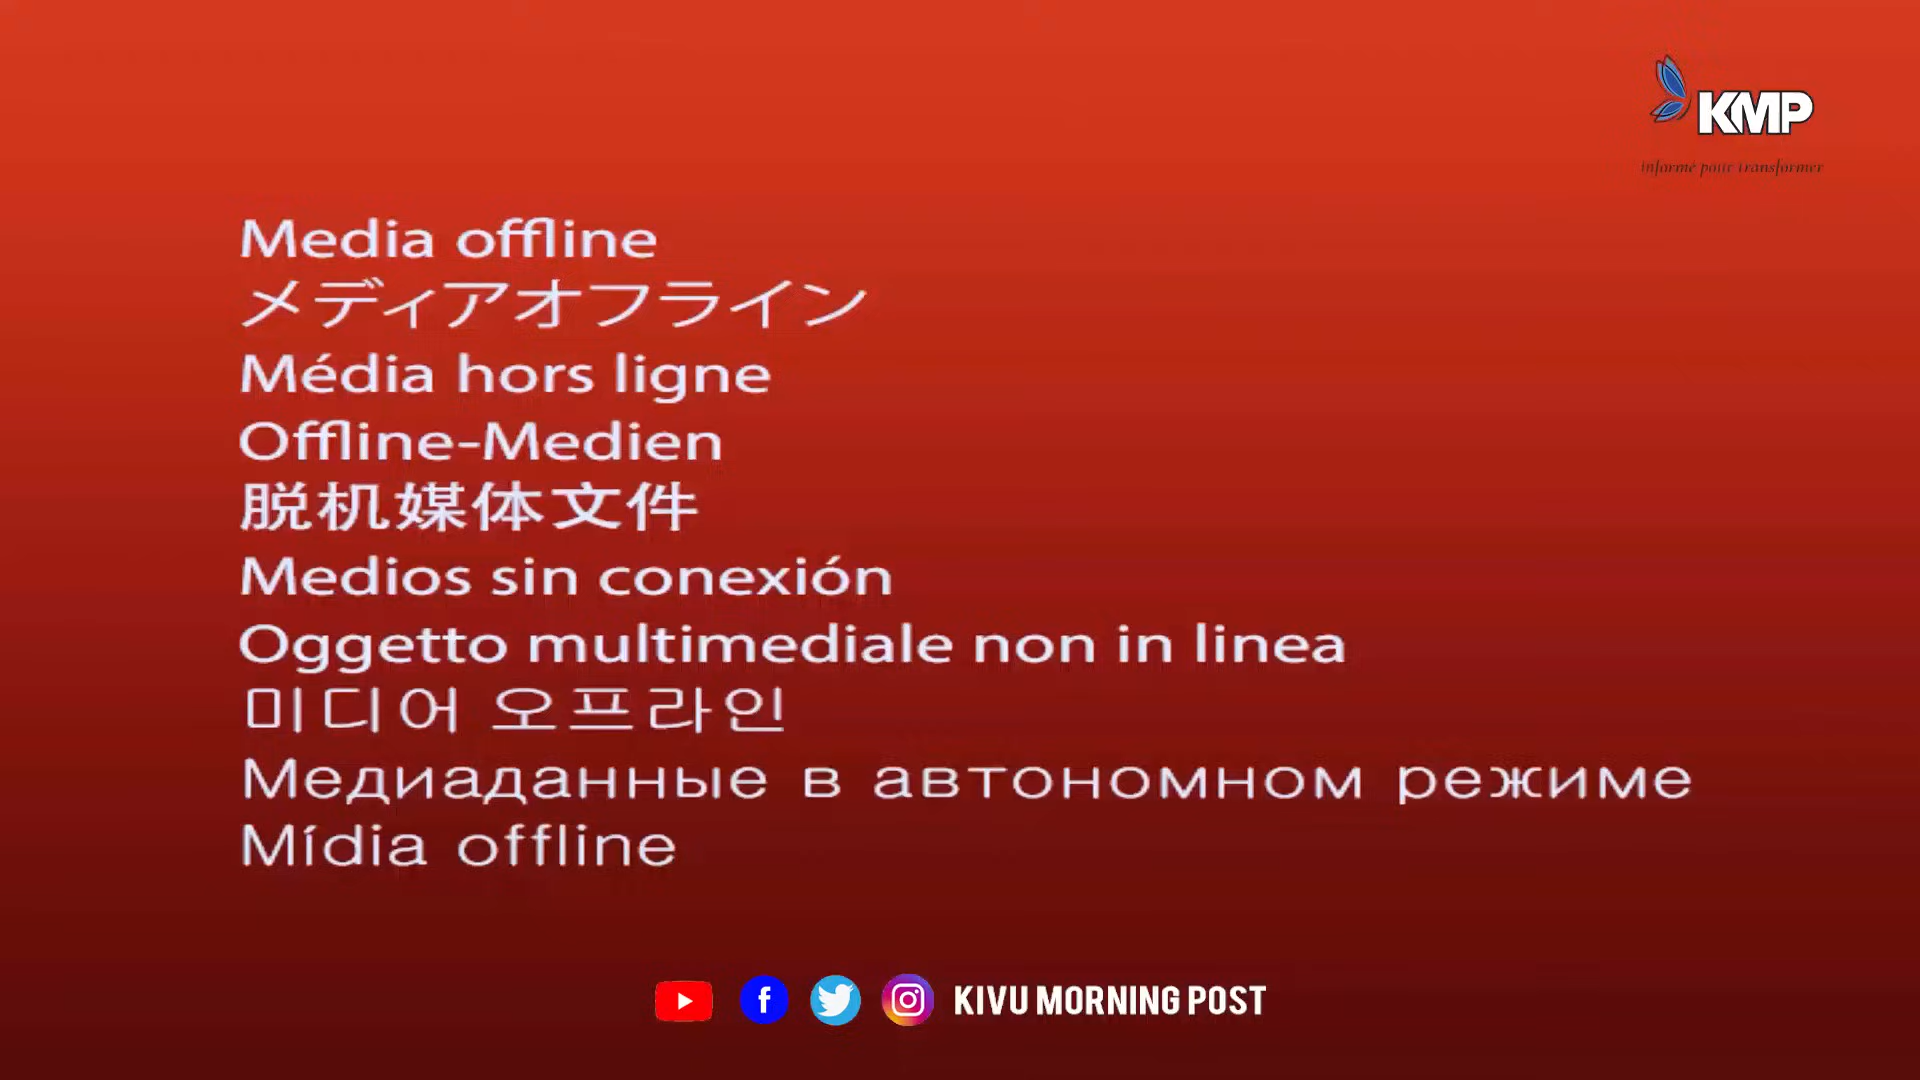 KMP
informé pour transformer
Media offline
メディアオフライン
Média hors ligne
Offline-Medien
脱机媒体文件
Medios sin conexión
Oggetto multimediale non in linea
미디어 오프라인
Медиаданные в автономном режиме
Mídia offline
KIVU MORNING POST